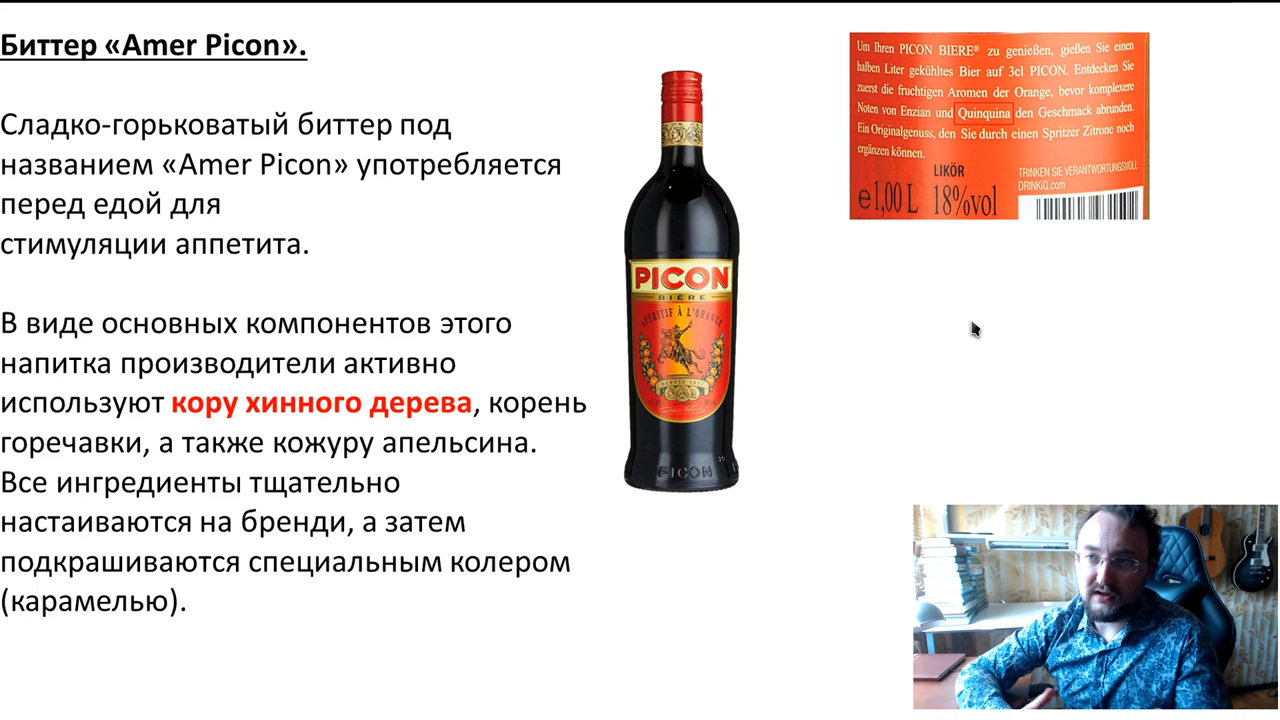 Биттер «Amer Picon».
Сладко-горьковатый биттер под
названием «Amer Picon» употребляется
перед едой для
стимуляции аппетита.
В виде основных компонентов этого
напитка производители активно
используют кору хинного дерева, корень
горечавки, а также кожуру апельсина.
Все ингредиенты тщательно
настаиваются на бренди, а затем
подкрашиваются специальным колером
(карамелью).
PICON
BIÈRE
APERITIF À L'ORANGE
PICON
Um Ihren PICON BIERE® zu genießen, gießen Sie einen
halben Liter gekühltes Bier auf 3cl PICON. Entdecken Sie
zuerst die fruchtigen Aromen der Orange, bevor komplexere
Noten von Enzian und Quinquina den Geschmack abrunden.
Ein Originalgenuss, den Sie durch einen Spritzer Zitrone noch
ergänzen können.
LIKÖR
e 1,00 L 18%vol
TRINKEN SIE VERANTWORTUNGSVOLL
DRINKiQ.com